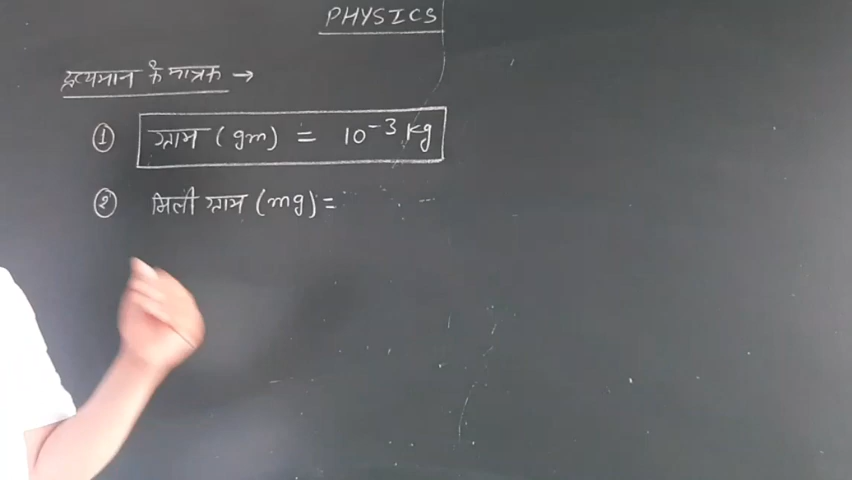 PHYSICS
द्रव्यमान के मात्रक →
① ग्राम (gm) = 10⁻³ kg
② मिली ग्राम (mg) =